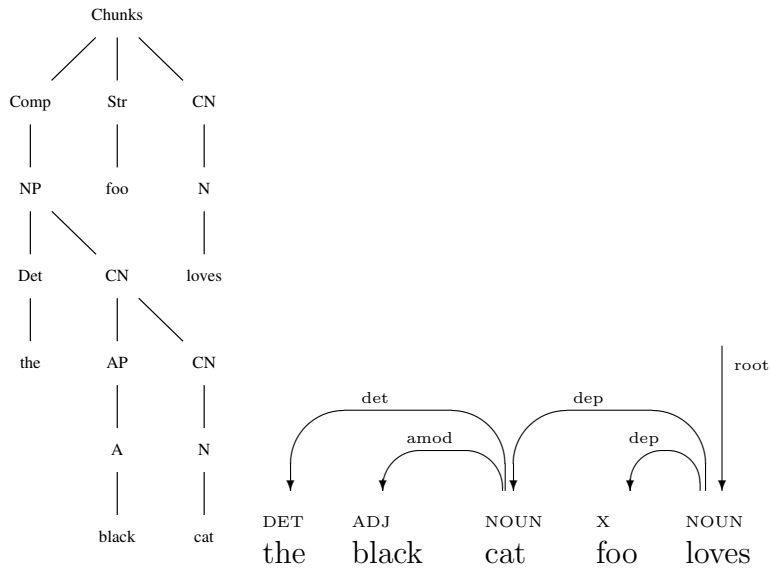 Chunks
Comp Str CN
NP foo N
Det CN loves
the AP CN
root
det dep
A N amod dep
DET ADJ NOUN X NOUN
black cat
the black cat foo loves